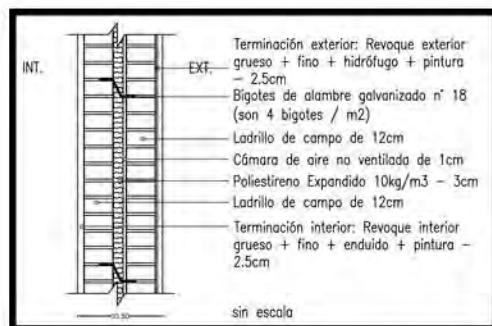 INT.
EXT.
Terminación exterior: Revoque exterior
grueso + fino + hidrófugo + pintura
– 2.5cm
Bigotes de alambre galvanizado n° 18
(son 4 bigotes / m2)
Ladrillo de campo de 12cm
Cámara de aire no ventilada de 1cm
Poliestireno Expandido 10kg/m3 – 3cm
Ladrillo de campo de 12cm
Terminación interior: Revoque interior
grueso + fino + enduido + pintura –
2.5cm
sin escala